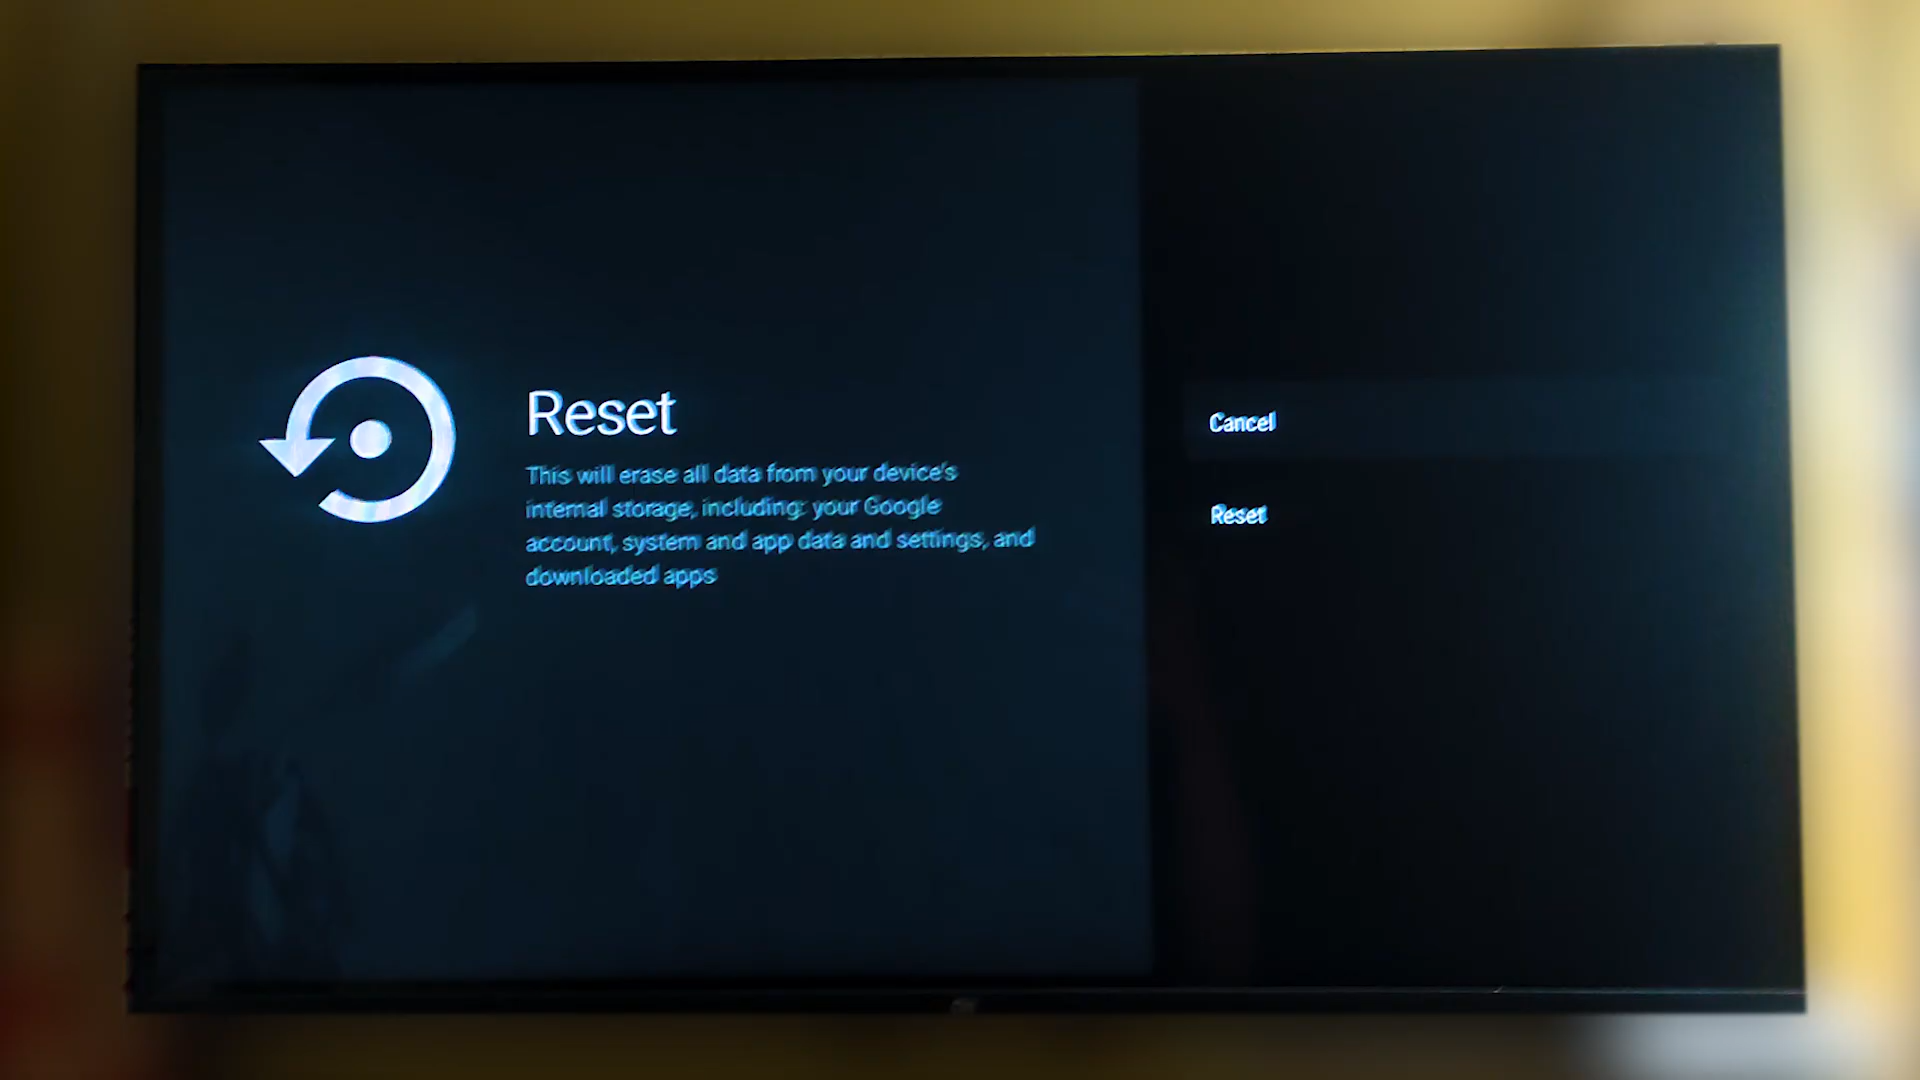 Reset
This will erase all data from your device's
internal storage, including: your Google
account, system and app data and settings, and
downloaded apps
Cancel
Reset